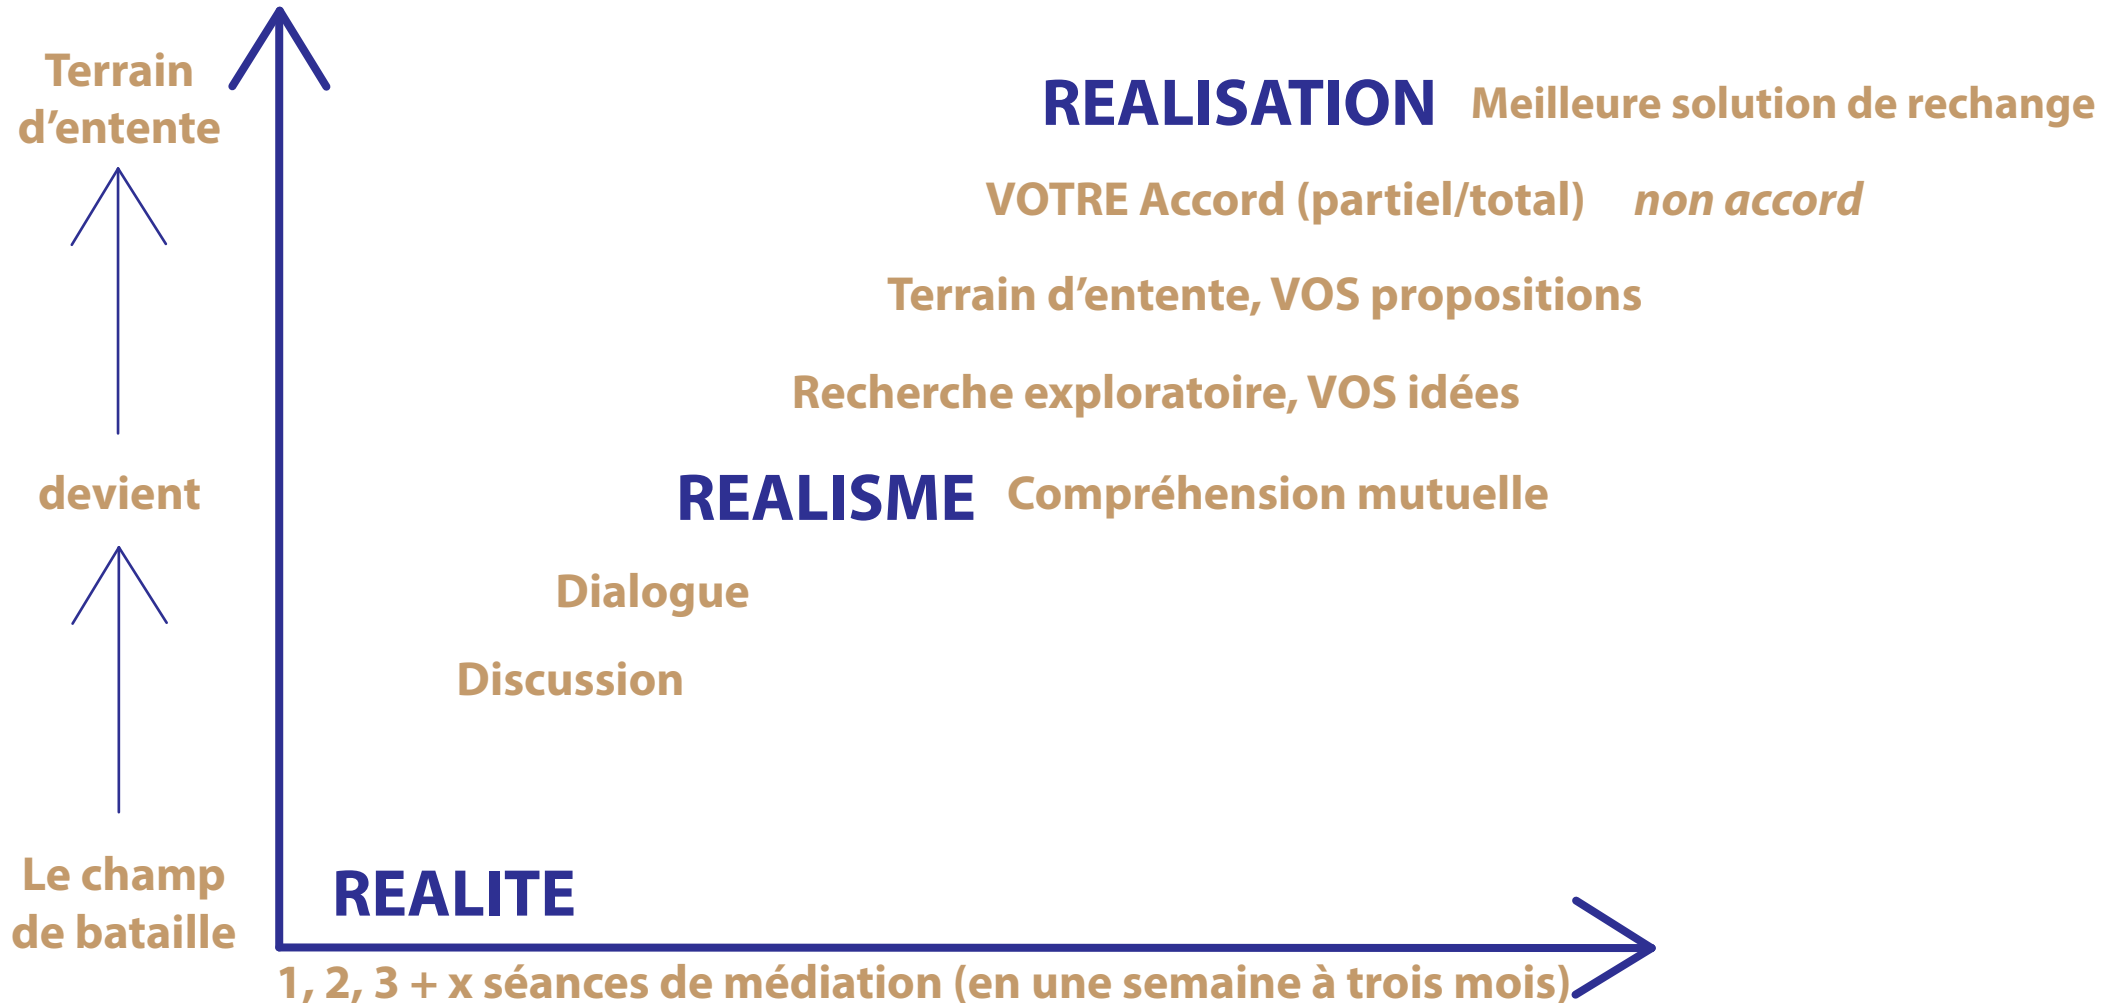 Terrain
d’entente
devient
Le champ
de bataille
REALISATION Meilleure solution de rechange
VOTRE Accord (partiel/total) non accord
Terrain d’entente, VOS propositions
Recherche exploratoire, VOS idées
REALISME Compréhension mutuelle
Dialogue
Discussion
REALITE
1, 2, 3 + x séances de médiation (en une semaine à trois mois)